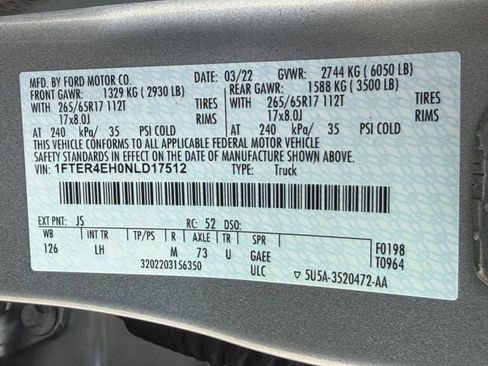 MFD. BY FORD MOTOR CO. 03/22 GVWR: 2744 KG ( 6050 LB)
FRONT GAWR: 1329 KG ( 2930 LB) REAR GAWR: 1588 KG ( 3500 LB)
WITH 265/65R17 112T TIRES WITH 265/65R17 112T TIRES
17x8.0J 17x8.0J
AT 240 kPa/ 35 PSI COLD AT 240 kPa/ 35 PSI COLD
THIS VEHICLE CONFORMS TO ALL APPLICABLE FEDERAL MOTOR VEHICLE
SAFETY STANDARDS IN EFFECT ON THE DATE OF MANUFACTURE SHOWN ABOVE.
VIN: 1FTER4EH0NLD17512 TYPE: Truck
EXT PNT: JS RC: 52 DSO:
WB INT TR TP/PS R AXLE TR SPR F0198
126 LH M 73 U GAEE T0964
3202203156350 ULC ▽ 5U5A-3520472-AA